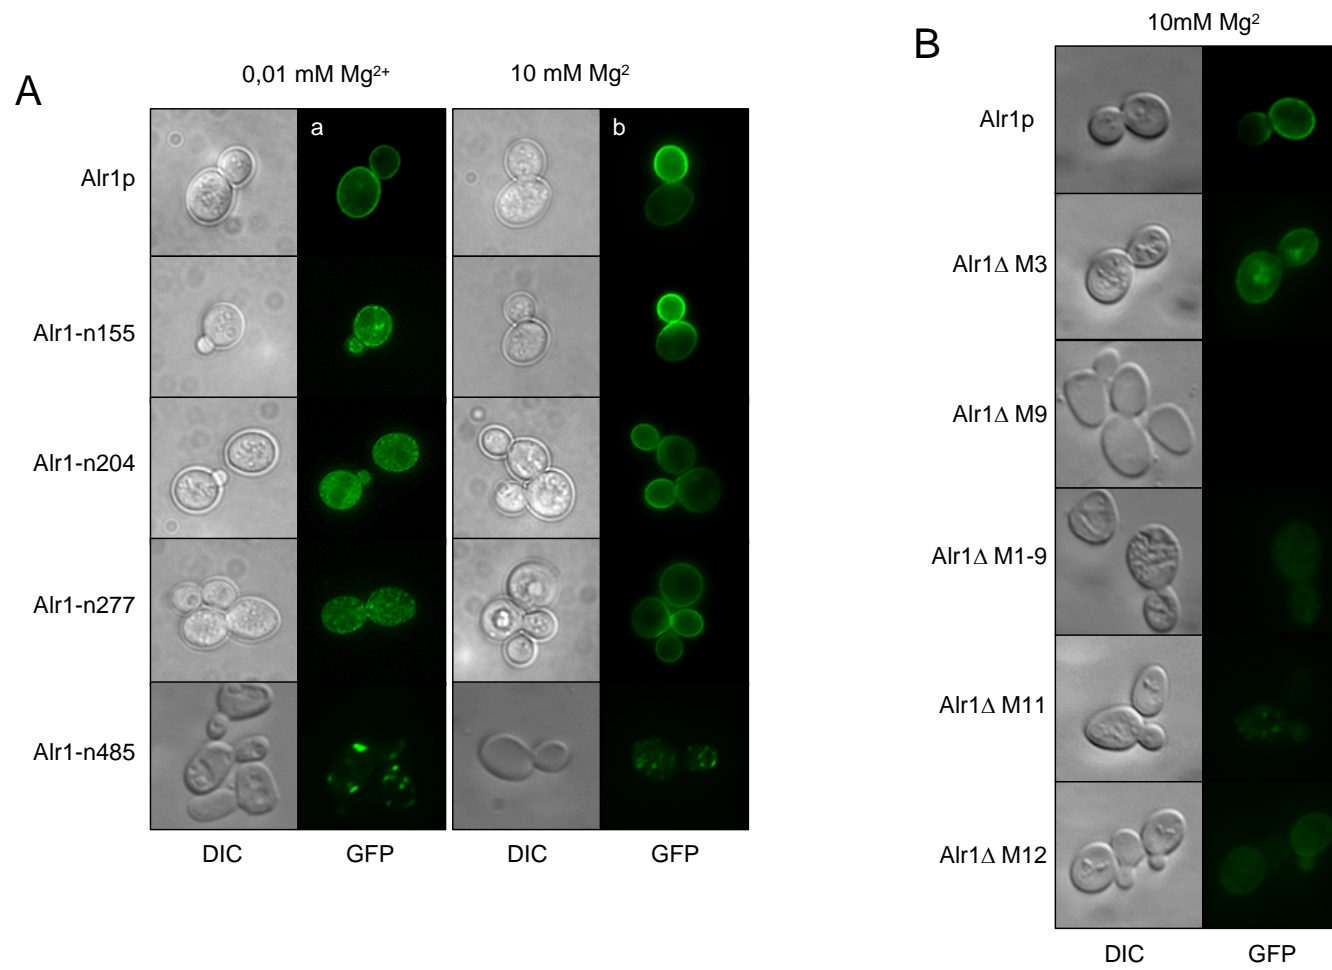 A
0,01 mM Mg²⁺
10 mM Mg²
a
b
Alr1p
Alr1-n155
Alr1-n204
Alr1-n277
Alr1-n485
DIC
GFP
DIC
GFP
B
10mM Mg²
Alr1p
Alr1Δ M3
Alr1Δ M9
Alr1Δ M1-9
Alr1Δ M11
Alr1Δ M12
DIC
GFP